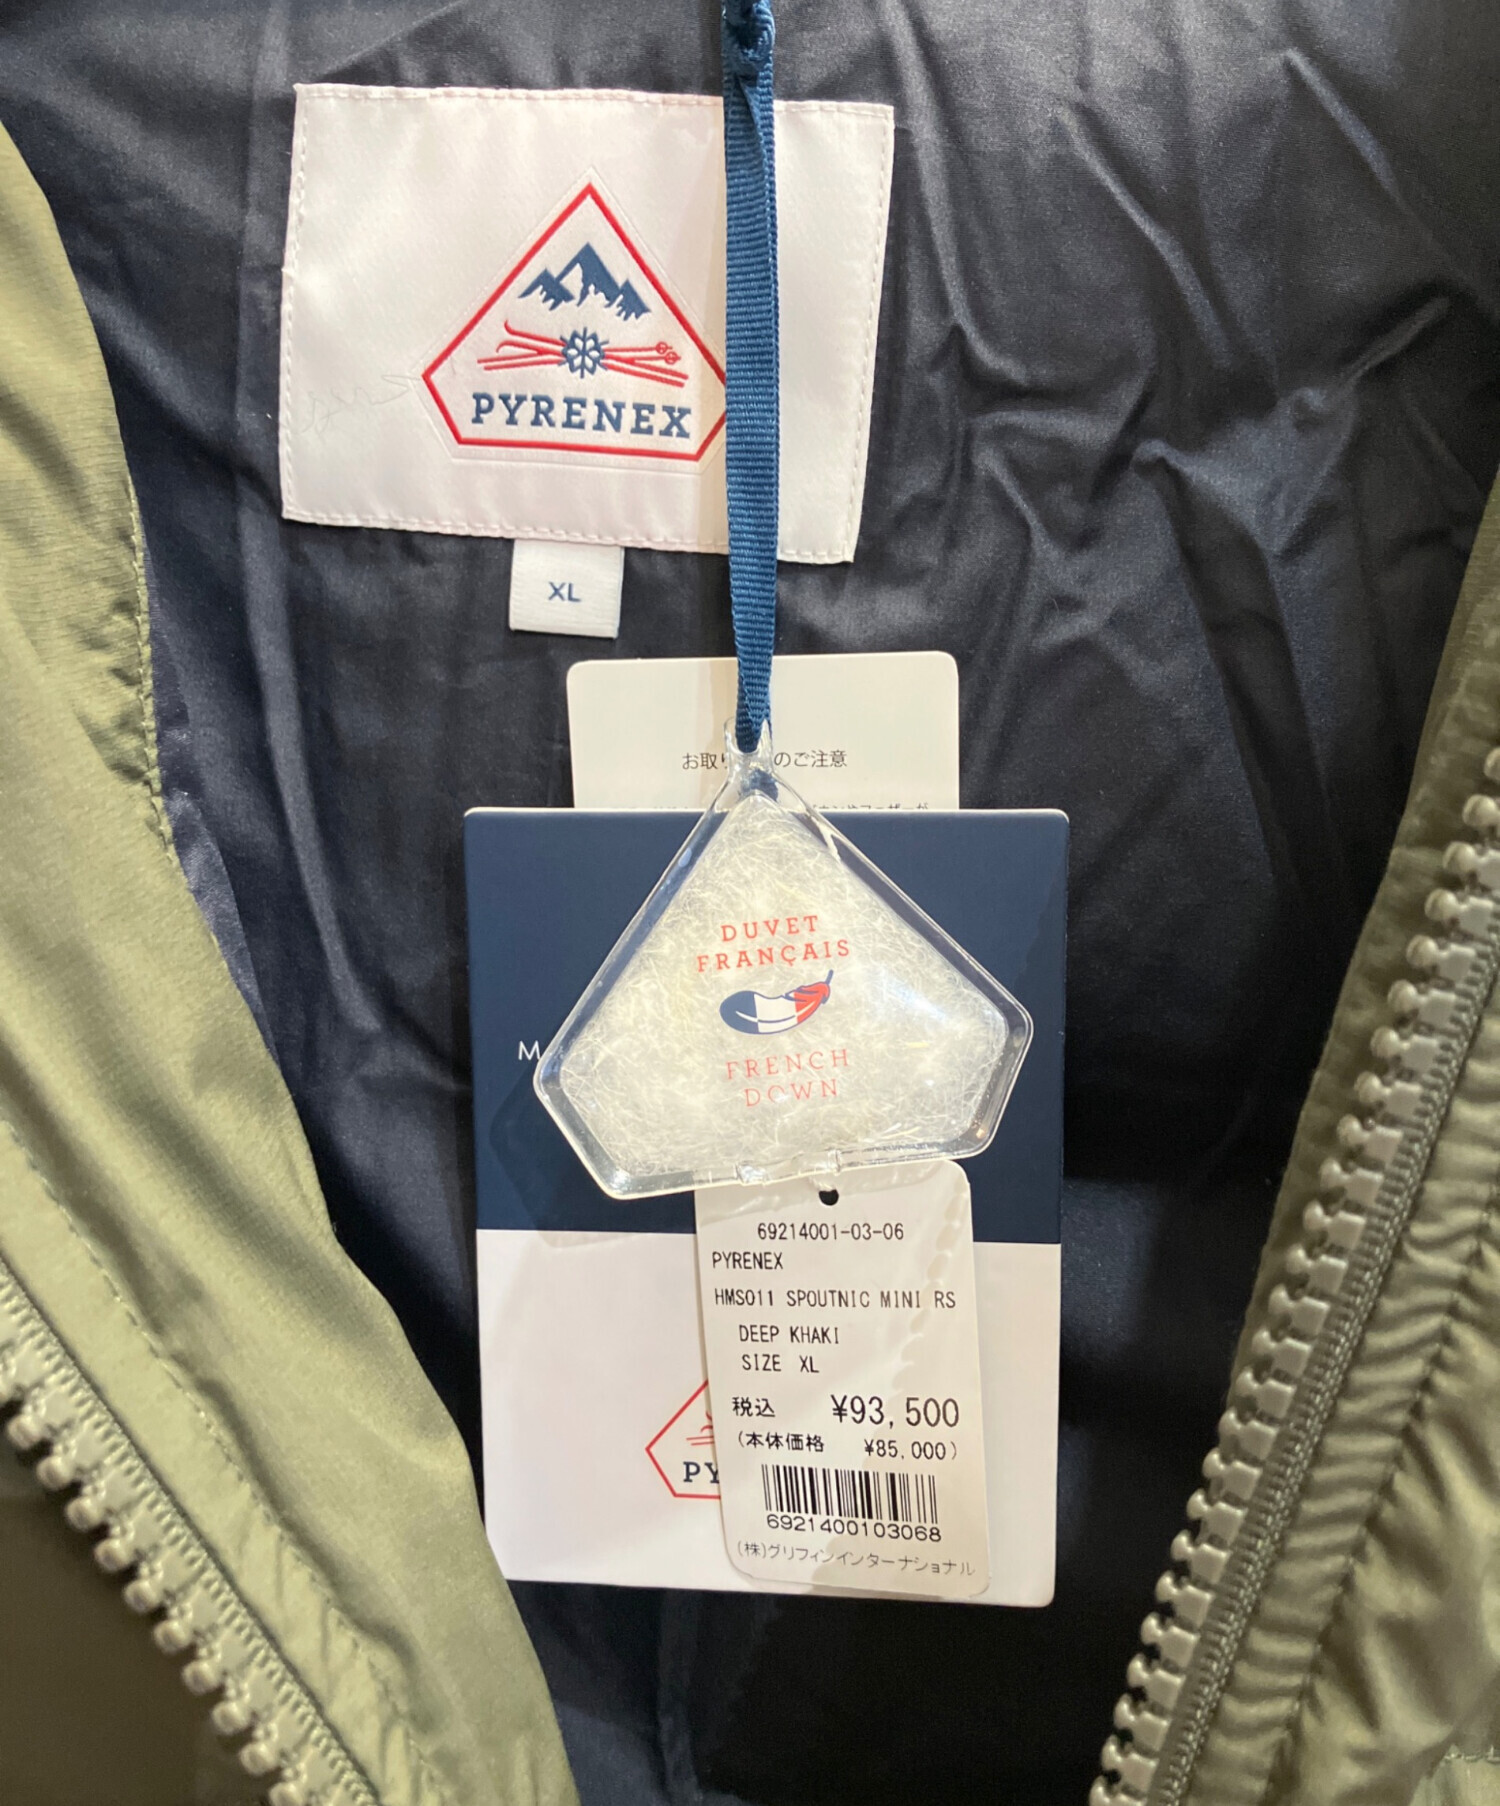 PYRENEX
XL
お取り のご注意
DUVET
FRANÇAIS
FRENCH
DOWN
M
69214001-03-06
PYRENEX
HMS011 SPOUTNIC MINI RS
DEEP KHAKI
SIZE XL
税込 ¥93,500
(本体価格 ¥85,000)
PY
6921400103068
(株)グリフィンインターナショナル